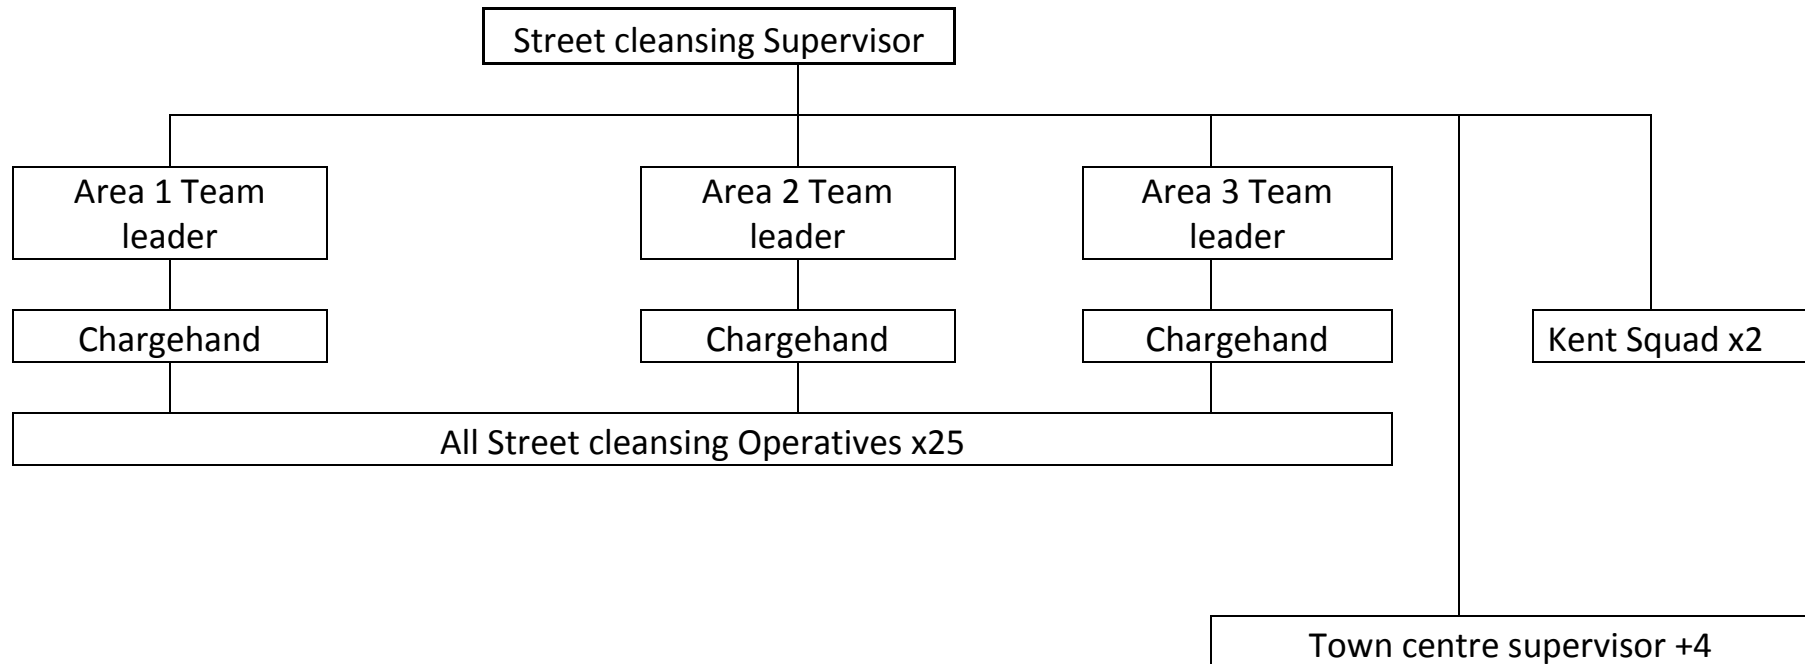 Street cleansing Supervisor
Area 1 Team
leader
Area 2 Team
leader
Area 3 Team
leader
Chargehand
Chargehand
Chargehand
Kent Squad x2
All Street cleansing Operatives x25
Town centre supervisor +4